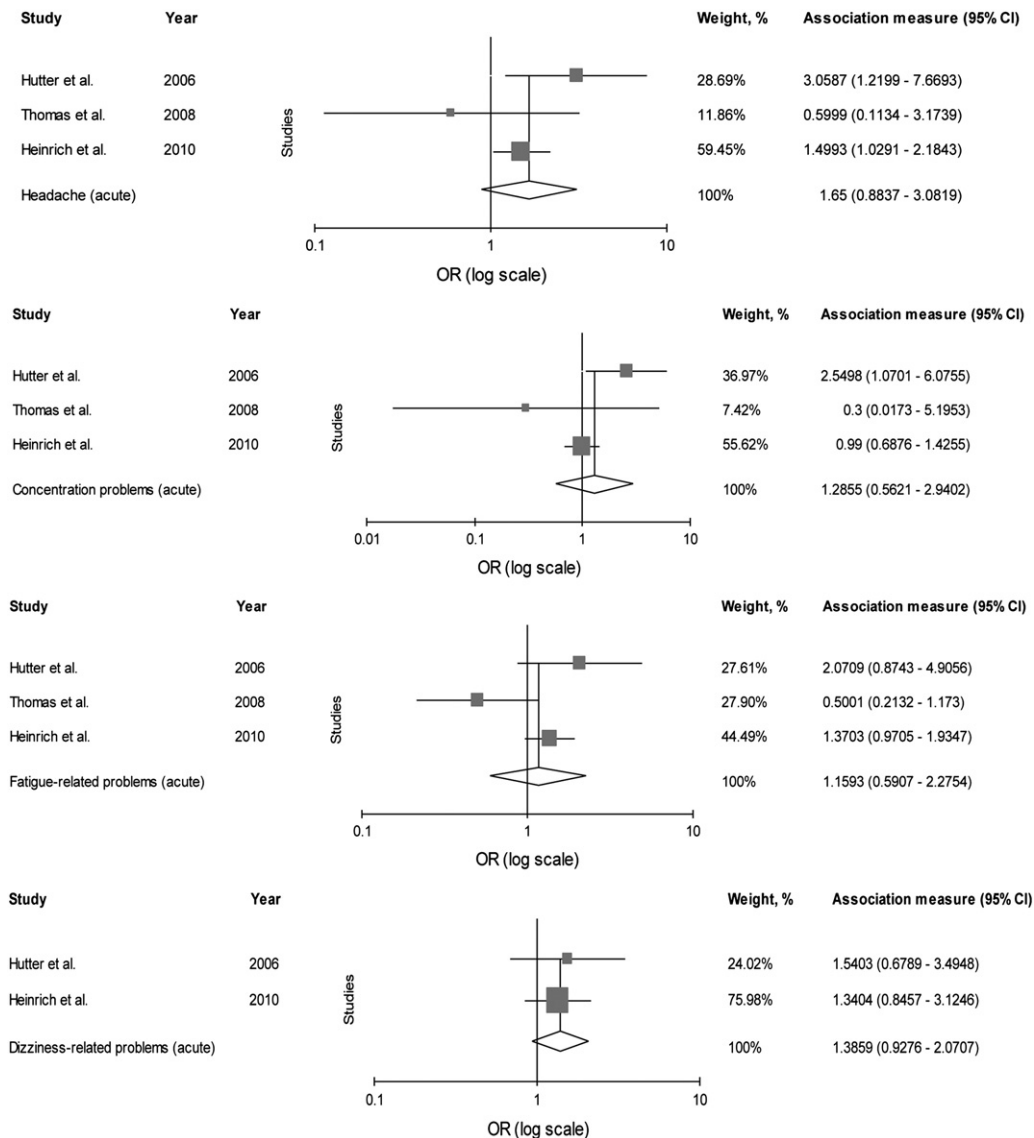 Study Year Weight, % Association measure (95% CI)
Hutter et al. 2006 28.69% 3.0587 (1.2199 - 7.6693)
Thomas et al. 2008 11.86% 0.5999 (0.1134 - 3.1739)
Studies
Heinrich et al. 2010 59.45% 1.4993 (1.0291 - 2.1843)
Headache (acute) 100% 1.65 (0.8837 - 3.0819)
0.1 1 10
OR (log scale)
Study Year Weight, % Association measure (95% CI)
Hutter et al. 2006 36.97% 2.5498 (1.0701 - 6.0755)
Thomas et al. 2008 7.42% 0.3 (0.0173 - 5.1953)
Studies
Heinrich et al. 2010 55.62% 0.99 (0.6876 - 1.4255)
Concentration problems (acute) 100% 1.2855 (0.5621 - 2.9402)
0.01 0.1 1 10
OR (log scale)
Study Year Weight, % Association measure (95% CI)
Hutter et al. 2006 27.61% 2.0709 (0.8743 - 4.9056)
Thomas et al. 2008 27.90% 0.5001 (0.2132 - 1.173)
Studies
Heinrich et al. 2010 44.49% 1.3703 (0.9705 - 1.9347)
Fatigue-related problems (acute) 100% 1.1593 (0.5907 - 2.2754)
0.1 1 10
OR (log scale)
Study Year Weight, % Association measure (95% CI)
Hutter et al. 2006 24.02% 1.5403 (0.6789 - 3.4948)
Studies
Heinrich et al. 2010 75.98% 1.3404 (0.8457 - 3.1246)
Dizziness-related problems (acute) 100% 1.3859 (0.9276 - 2.0707)
0.1 1 10
OR (log scale)